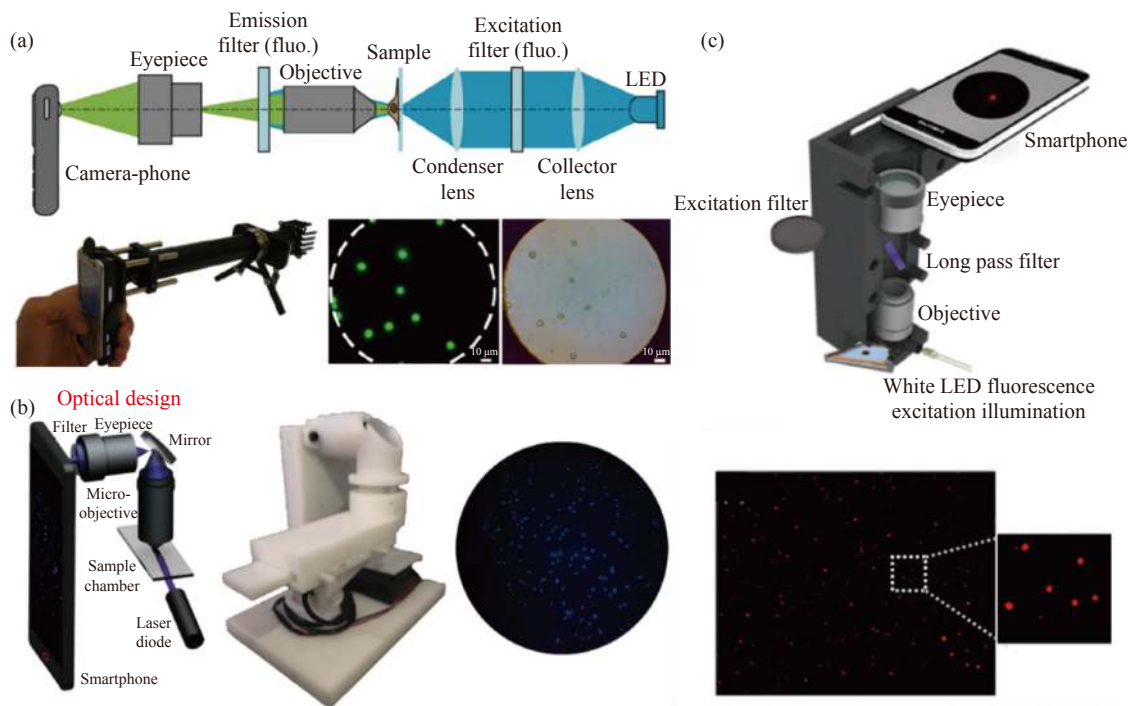 (a)
Emission
filter (fluo.)
Eyepiece
Objective
Sample
Excitation
filter (fluo.)
LED
Camera-phone
Condenser
lens
Collector
lens
10 μm
10 μm
(b)
Optical design
Filter
Eyepiece
Mirror
Micro-
objective
Sample
chamber
Laser
diode
Smartphone
(c)
Smartphone
Excitation filter
Eyepiece
Long pass filter
Objective
White LED fluorescence
excitation illumination